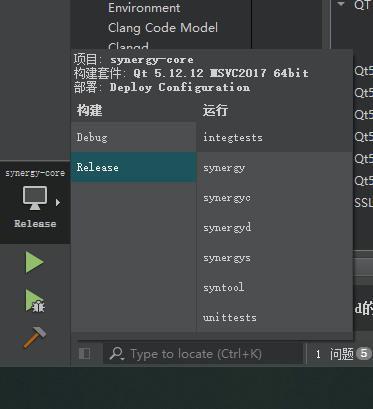 Environment
QT
Clang Code Model
Clangd
项目: synergy-core
构建套件: Qt 5.12.12 MSVC2017 64bit
部署: Deploy Configuration
构建 运行
Debug integtests
Release synergy
synergyc
synergyd
synergys
syntool
unittests
synergy-core
Release
Qt5
Qt5
Qt5
Qt5
Qt5
SSL
d的
Type to locate (Ctrl+K)
1 问题 5